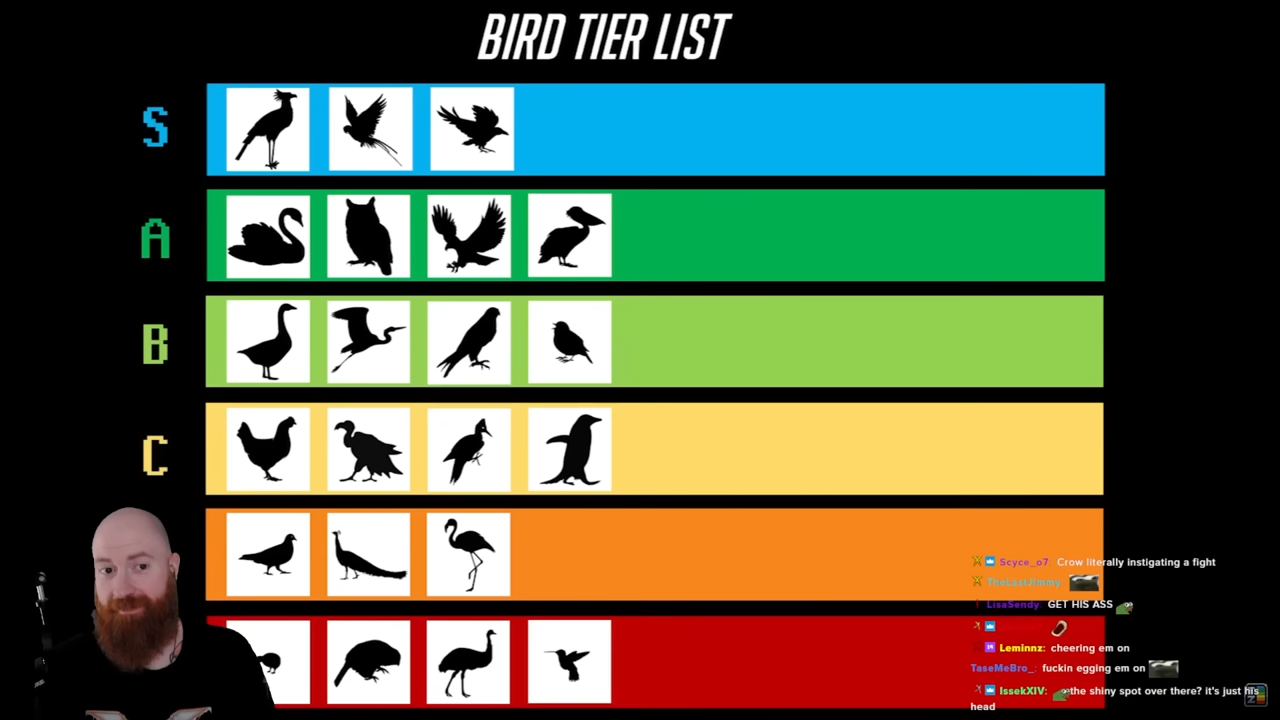 BIRD TIER LIST
S
A
B
C
Scyce_o7: Crow literally instigating a fight
TheLastJimmy:
LisaSendy: GET HIS ASS
Leminnz: cheering em on
TaseMeBro_: fuckin egging em on
IssekXIV: the shiny spot over there? it's just his
head